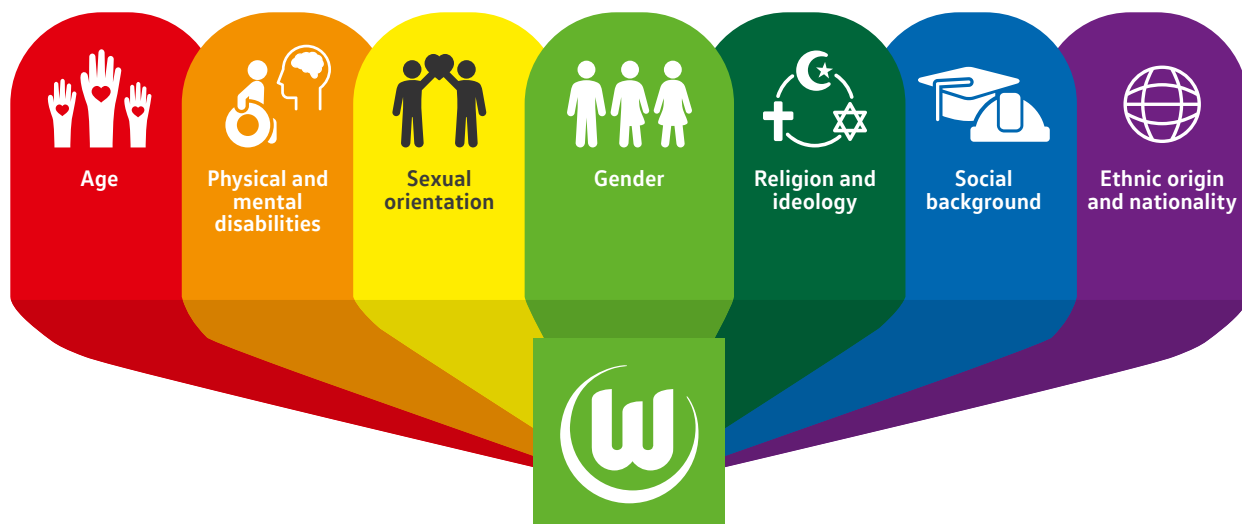 Age
Physical and
mental
disabilities
Sexual
orientation
Gender
Religion and
ideology
Social
background
Ethnic origin
and nationality
W